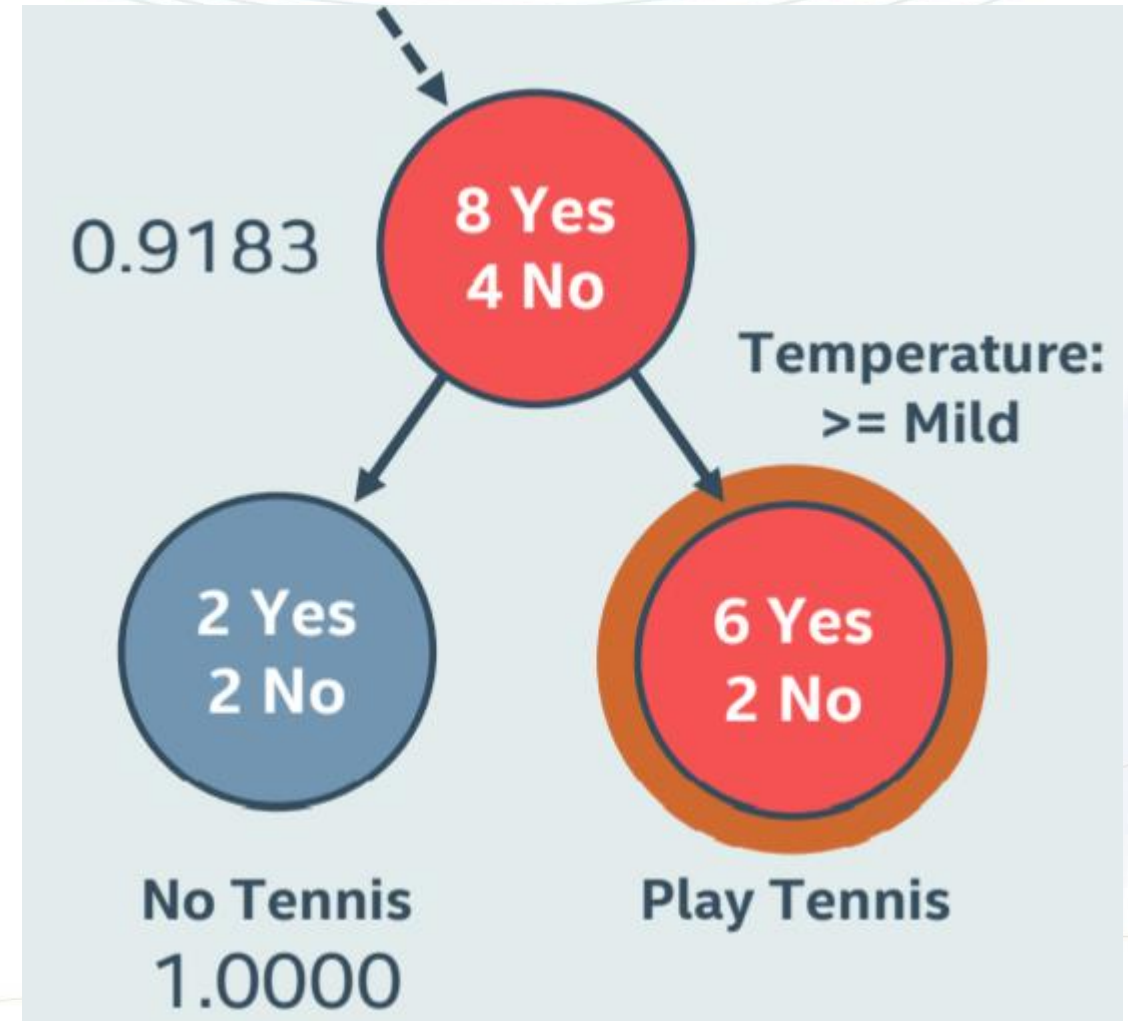 8 Yes
4 No
0.9183
Temperature:
>= Mild
2 Yes
2 No
6 Yes
2 No
No Tennis
1.0000
Play Tennis